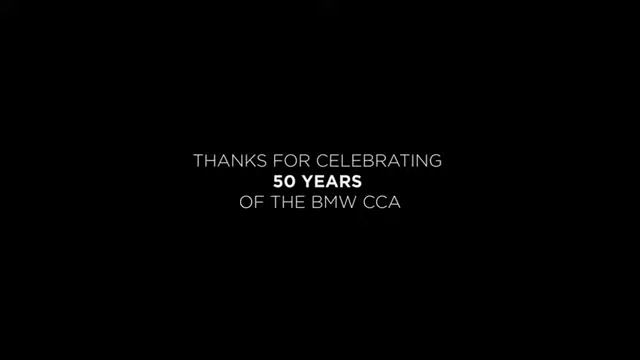 THANKS FOR CELEBRATING
50 YEARS
OF THE BMW CCA